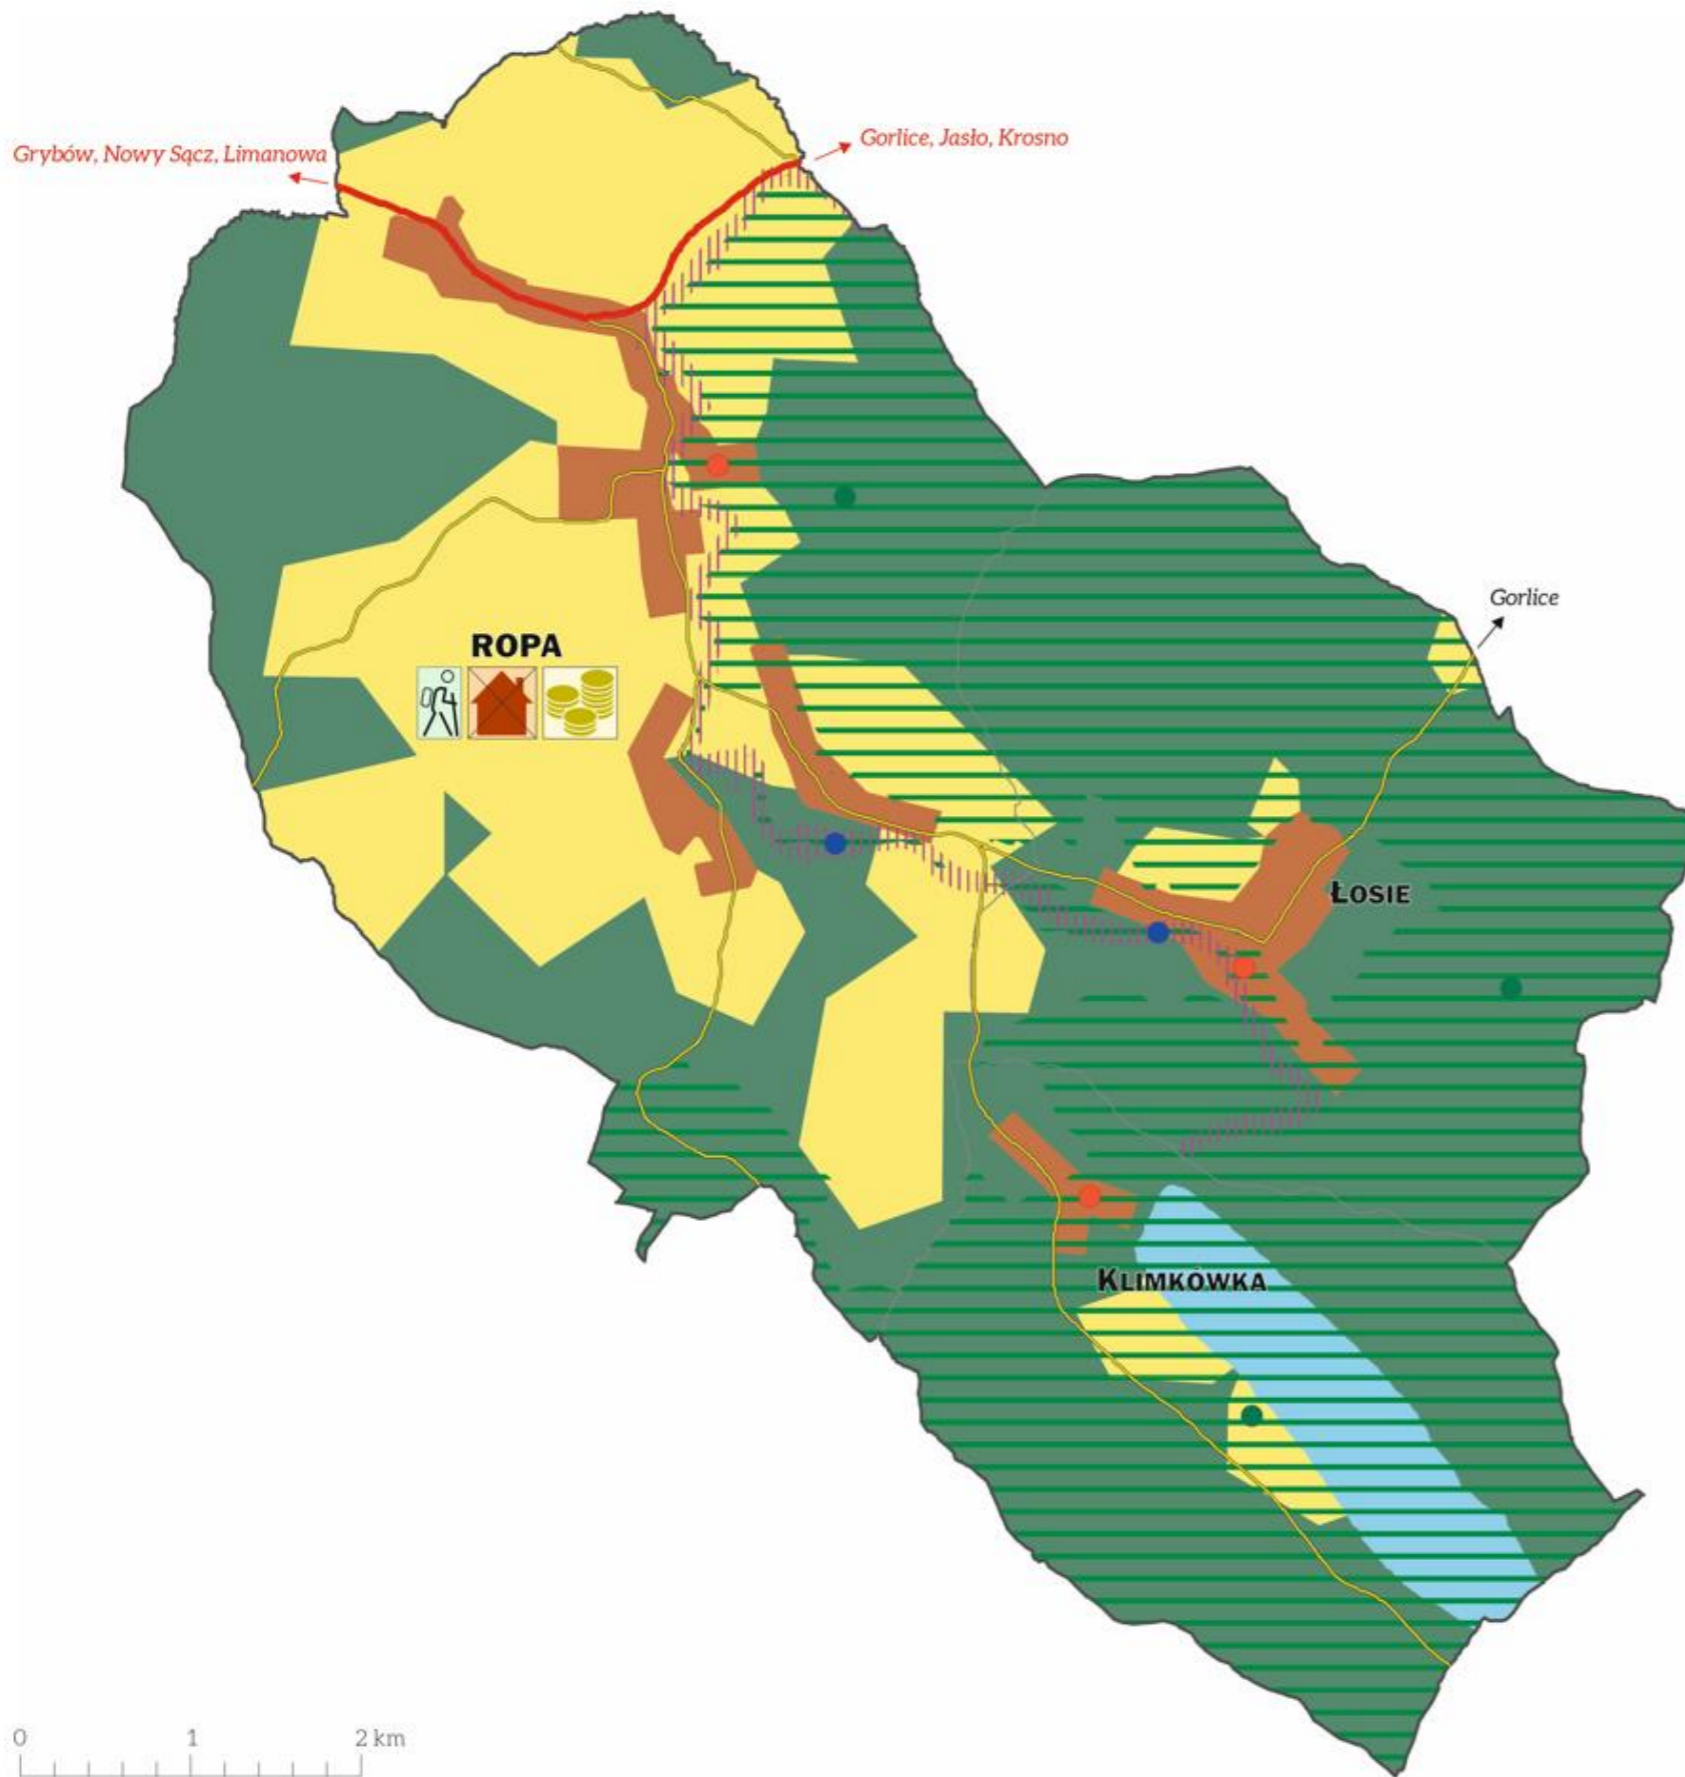 Gorlice, Jasło, Krosno
Grybów, Nowy Sącz, Limanowa
Gorlice
ROPA
ŁOSIE
KLIMKÓWKA
0 1 2 km